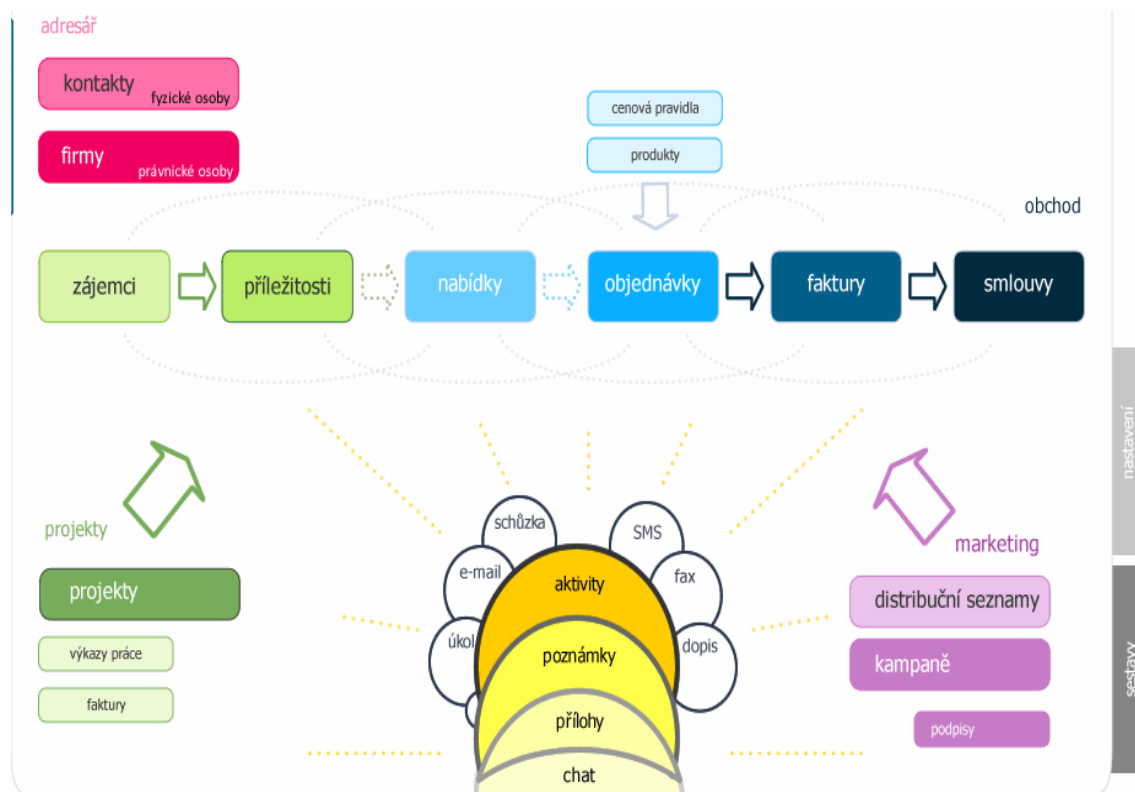 adresář
kontakty
fyzické osoby
firmy
právnické osoby
cenová pravidla
produkty
obchod
zájemci
příležitosti
nabídky
objednávky
faktury
smlouvy
nastavení
sestavy
projekty
projekty
výkazy práce
faktury
schůzka
e-mail
úkol
SMS
fax
dopis
aktivity
poznámky
přílohy
chat
marketing
distribuční seznamy
kampaně
podpisy